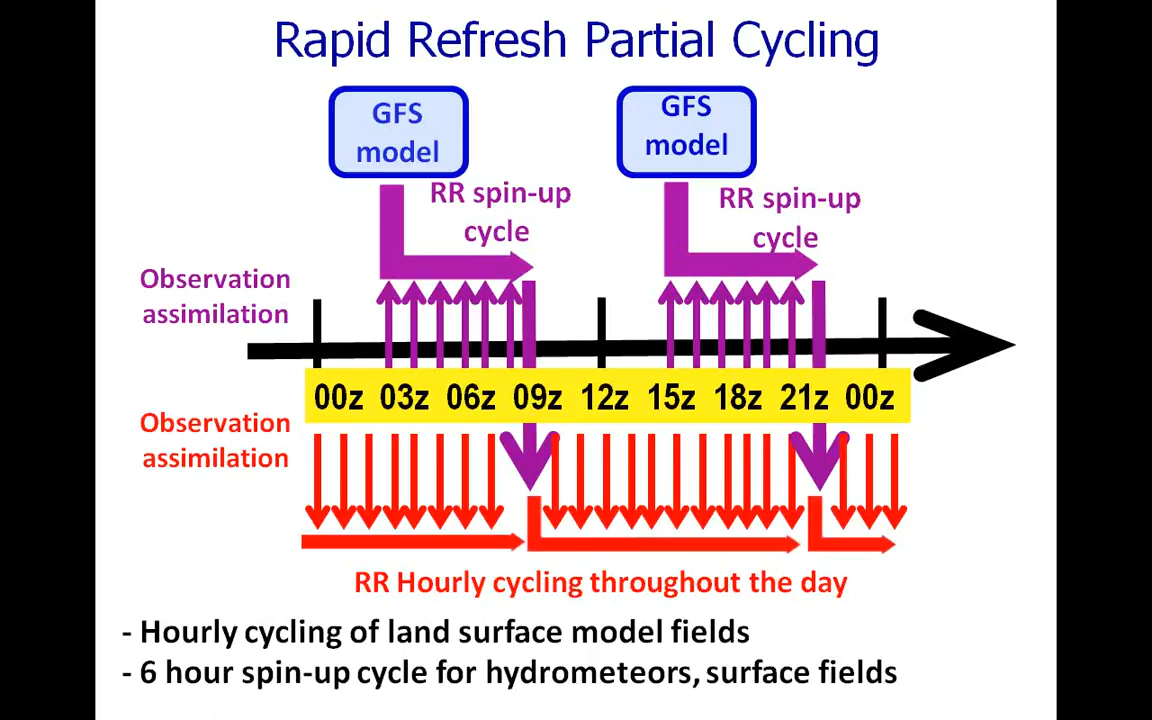 Rapid Refresh Partial Cycling
GFS
model
GFS
model
RR spin-up
cycle
RR spin-up
cycle
Observation
assimilation
00z 03z 06z 09z 12z 15z 18z 21z 00z
Observation
assimilation
RR Hourly cycling throughout the day
- Hourly cycling of land surface model fields
- 6 hour spin-up cycle for hydrometeors, surface fields